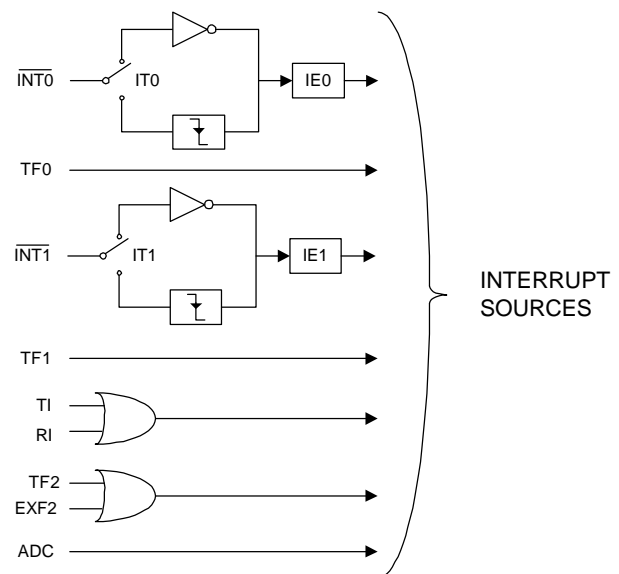 INT0
IT0
IE0
TF0
INT1
IT1
IE1
INTERRUPT
SOURCES
TF1
TI
RI
TF2
EXF2
ADC